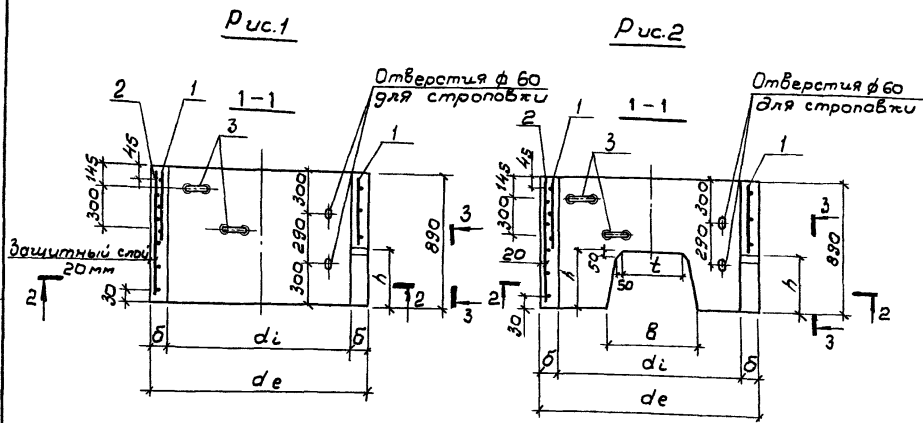 Рис.1
Отверстия ф 60
для строповки
1-1
2
1
3
1
45
145
300
300
290
300
890
h
3
3
Защитный слой
20мм
30
2
2
б
di
б
de
Рис.2
Отверстия ф 60
для строповки
1-1
2
1
3
1
45
145
300
20
30
50
t
50
h
в
300
290
890
h
3
3
2
2
б
di
б
de